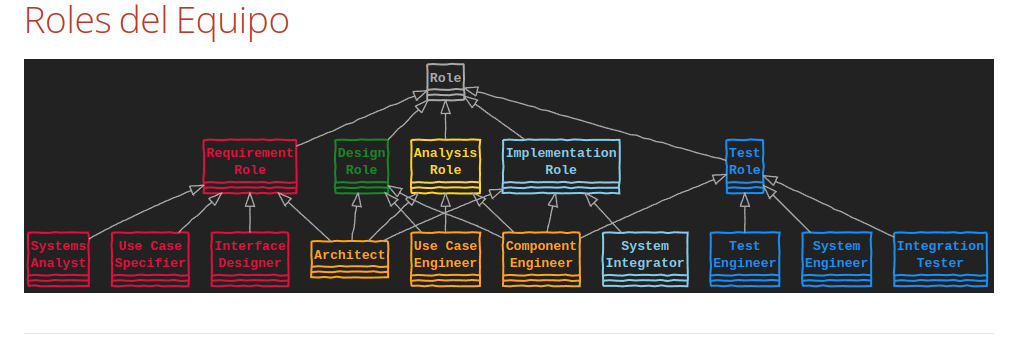 Roles del Equipo
Role
Requirement
Role
Design
Role
Analysis
Role
Implementation
Role
Test
Role
Systems
Analyst
Use Case
Specifier
Interface
Designer
Architect
Use Case
Engineer
Component
Engineer
System
Integrator
Test
Engineer
System
Engineer
Integration
Tester